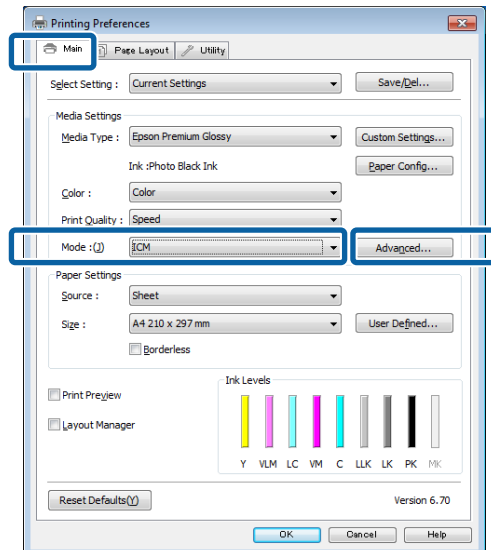 Printing Preferences
Main Page Layout Utility
Select Setting : Current Settings Save/Del...
Media Settings
Media Type : Epson Premium Glossy Custom Settings...
Ink :Photo Black Ink Paper Config...
Color : Color
Print Quality : Speed
Mode :(J) ICM Advanced...
Paper Settings
Source : Sheet
Size : A4 210 x 297 mm User Defined...
Borderless
Print Preview
Layout Manager
Ink Levels
Y VLM LC VM C LLK LK PK MK
Reset Defaults(Y) Version 6.70
OK Cancel Help